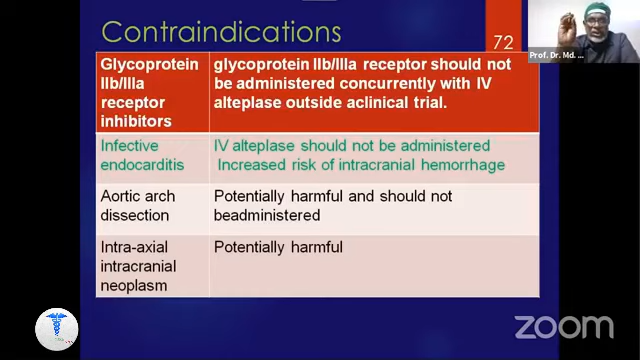 Contraindications
72
Prof. Dr. Md. ...
Glycoprotein
IIb/IIIa
receptor
inhibitors
glycoprotein IIb/IIIa receptor should not
be administered concurrently with IV
alteplase outside aclinical trial.
Infective
endocarditis
IV alteplase should not be administered
Increased risk of intracranial hemorrhage
Aortic arch
dissection
Potentially harmful and should not
beadministered
Intra-axial
intracranial
neoplasm
Potentially harmful
zoom